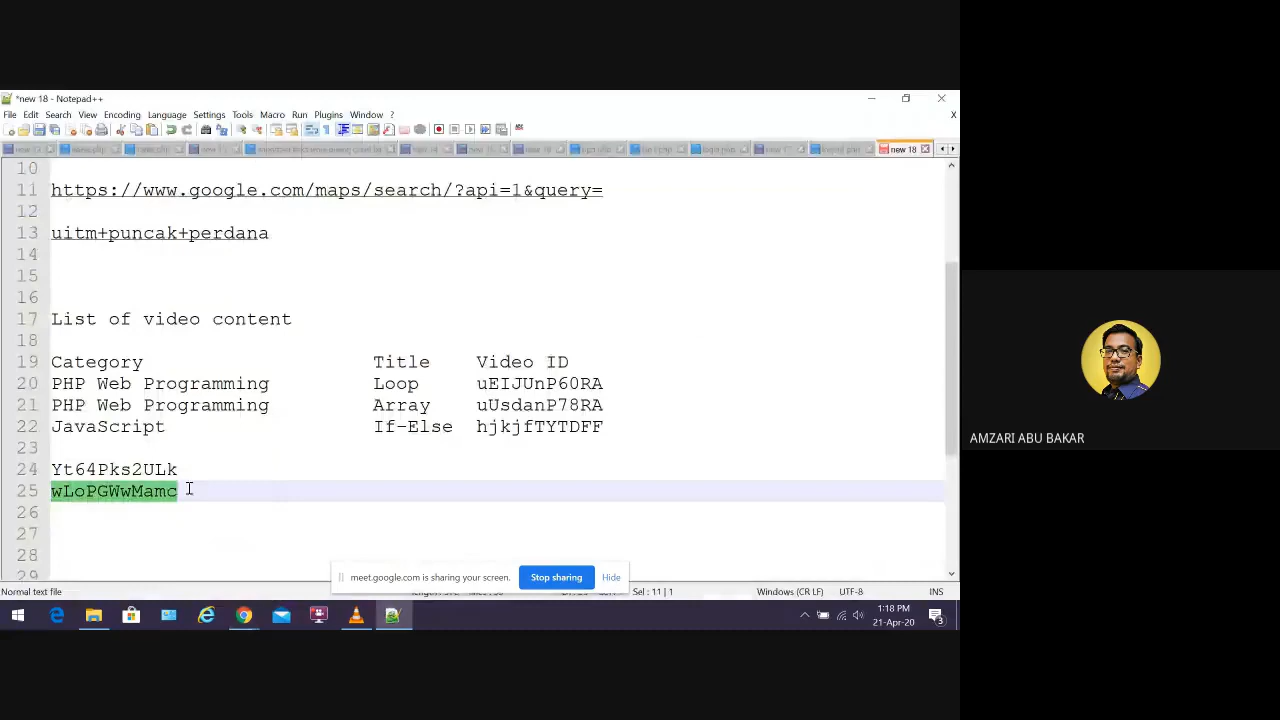 *new 18 - Notepad++
File Edit Search View Encoding Language Settings Tools Macro Run Plugins Window ?
X
new 18
10
11 https://www.google.com/maps/search/?api=1&query=
12
13 uitm+puncak+perdana
14
15
16
17 List of video content
18
19 Category Title Video ID
20 PHP Web Programming Loop uEIJUnP60RA
21 PHP Web Programming Array uUsdanP78RA
22 JavaScript If-Else hjkjfTYTDFF
23
24 Yt64Pks2ULk
25 wLoPGWwMamc
26
27
28
29
meet.google.com is sharing your screen. Stop sharing Hide
Normal text file Sel : 11 | 1 Windows (CR LF) UTF-8 INS
1:18 PM
21-Apr-20
3
AMZARI ABU BAKAR